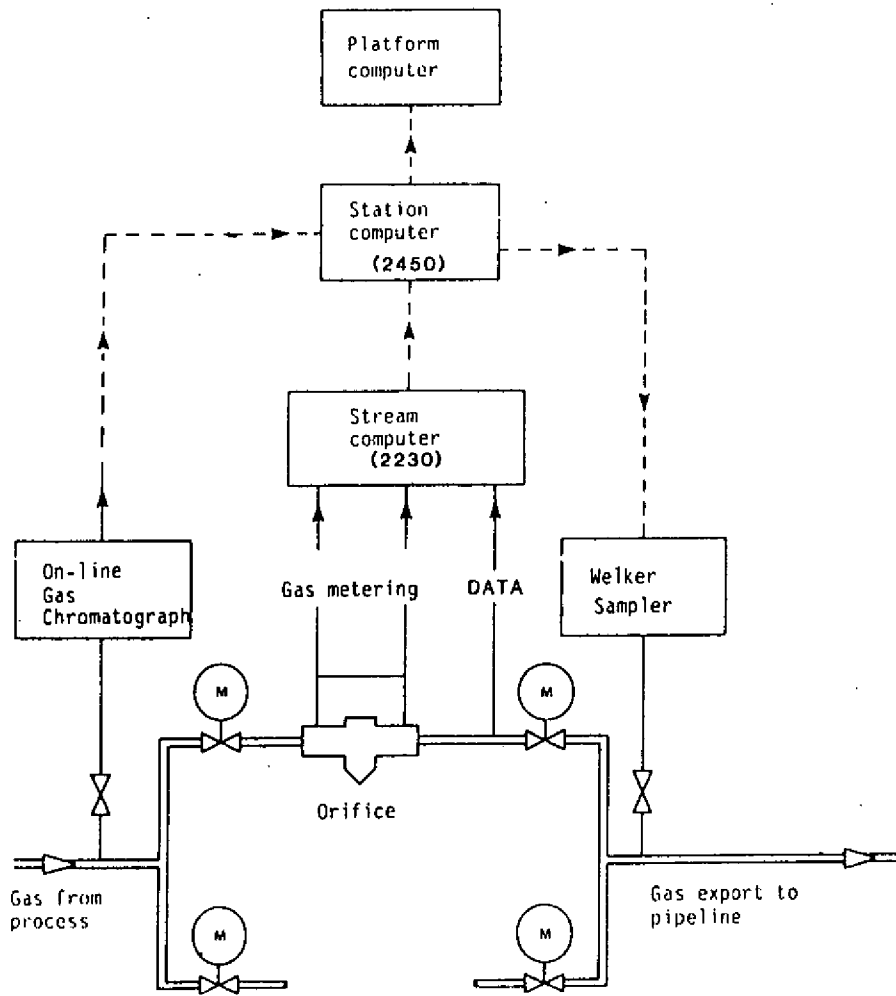 Platform
computer
Station
computer
(2450)
Stream
computer
(2230)
On-line
Gas
Chromatograph
Gas metering
DATA
Welker
Sampler
M
M
Orifice
Gas from
process
Gas export to
pipeline
M
M